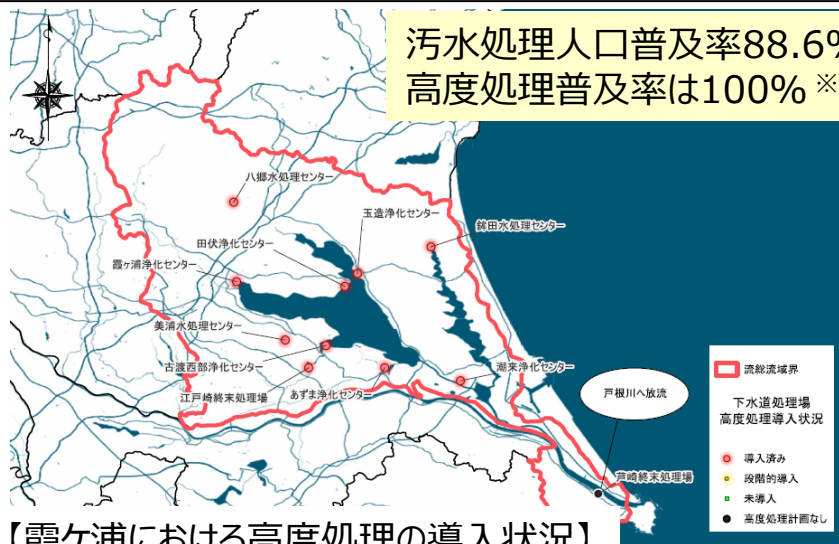 汚水処理人口普及率88.6%
高度処理普及率は100% ※
八郷水処理センター
玉造浄化センター
鉾田水処理センター
田伏浄化センター
霞ヶ浦浄化センター
美浦水処理センター
古渡西部浄化センター
江戸崎終末処理場
あずま浄化センター
潮来浄化センター
戸根川へ放流
芦崎終末処理場
流総流域界
下水道処理場
高度処理導入状況
導入済み
段階的導入
未導入
高度処理計画なし
【霞ケ浦における高度処理の導入状況】